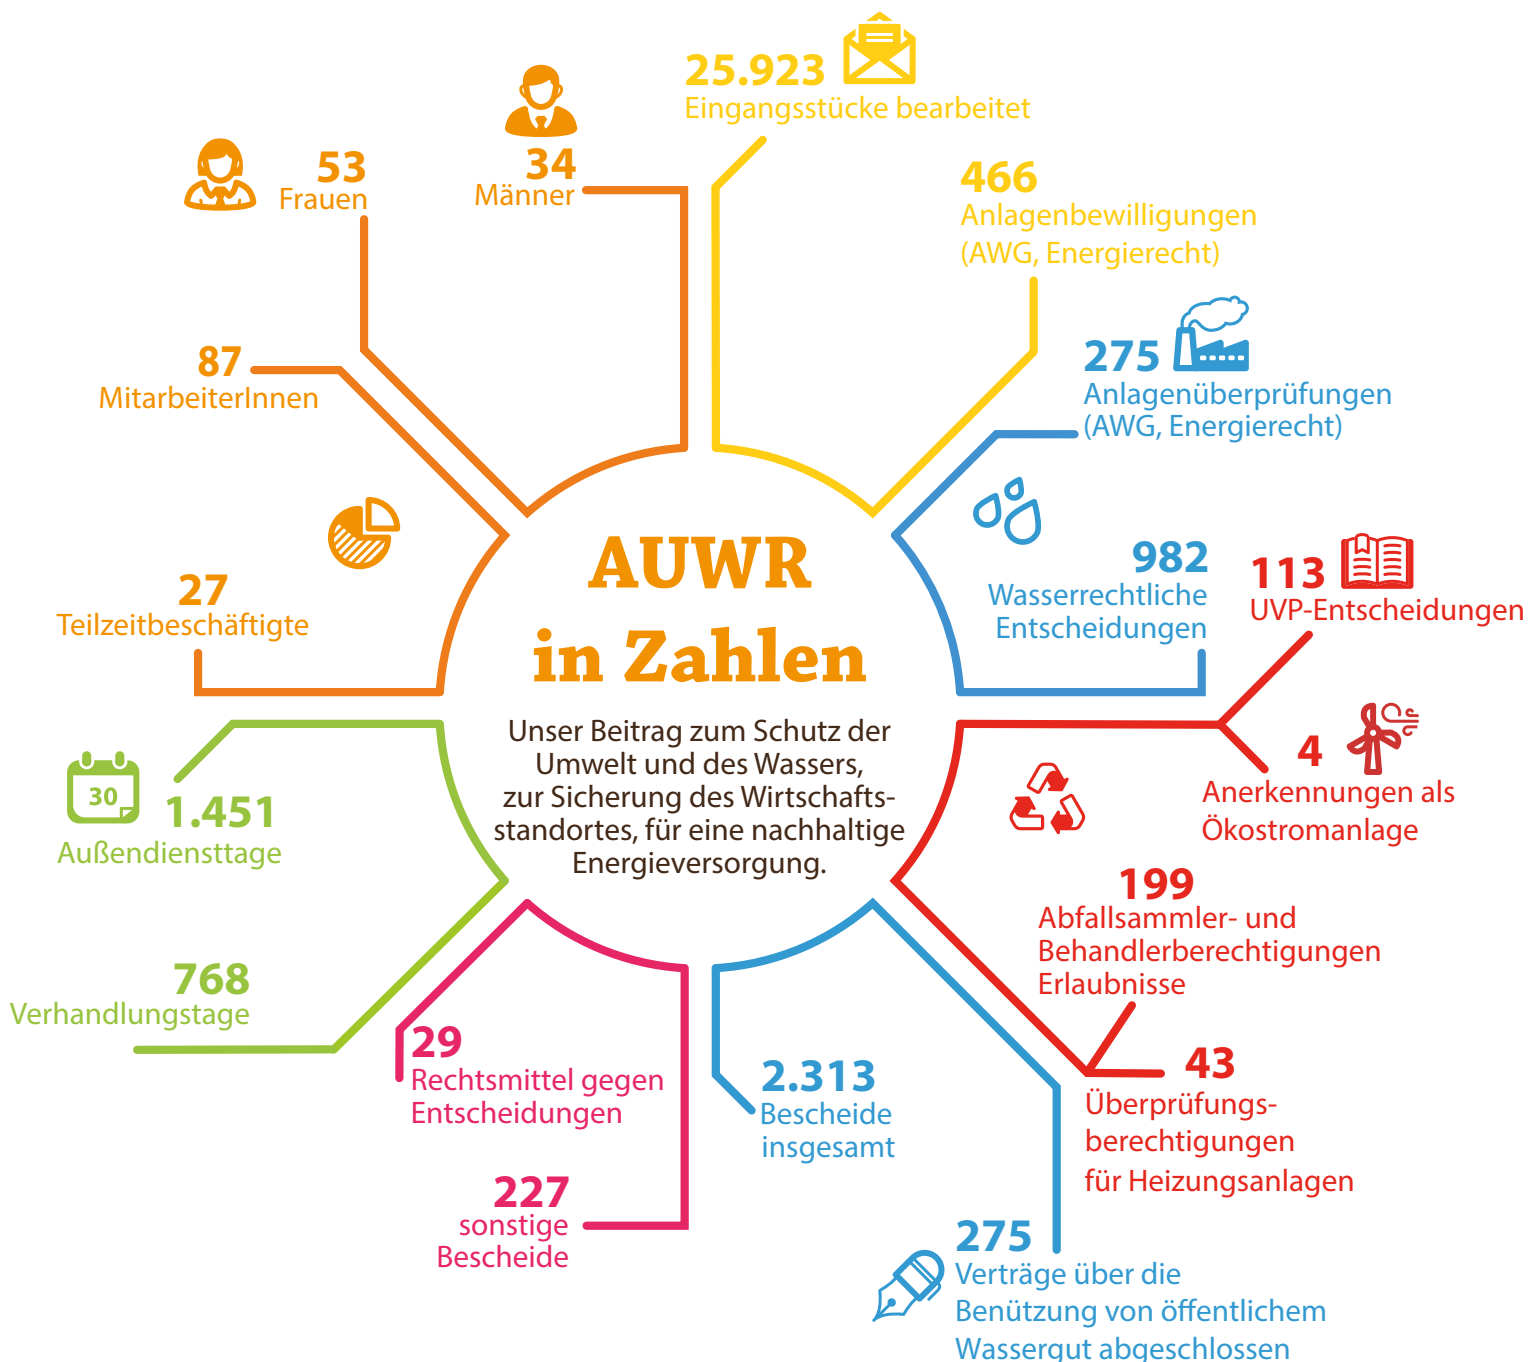 AUWR
in Zahlen
Unser Beitrag zum Schutz der
Umwelt und des Wassers,
zur Sicherung des Wirtschafts-
standortes, für eine nachhaltige
Energieversorgung.
25.923
Eingangsstücke bearbeitet
466
Anlagenbewilligungen
(AWG, Energierecht)
275
Anlagenüberprüfungen
(AWG, Energierecht)
982
Wasserrechtliche
Entscheidungen
113
UVP-Entscheidungen
4
Anerkennungen als
Ökostromanlage
199
Abfallsammler- und
Behandlerberechtigungen
Erlaubnisse
43
Überprüfungs-
berechtigungen
für Heizungsanlagen
275
Verträge über die
Benützung von öffentlichem
Wassergut abgeschlossen
2.313
Bescheide
insgesamt
227
sonstige
Bescheide
29
Rechtsmittel gegen
Entscheidungen
768
Verhandlungstage
30
1.451
Außendiensttage
27
Teilzeitbeschäftigte
87
MitarbeiterInnen
53
Frauen
34
Männer